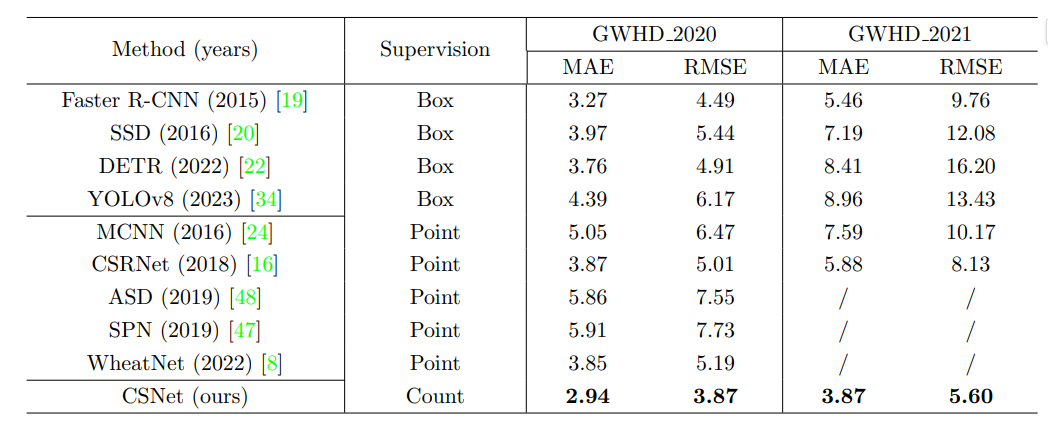 Method (years) Supervision GWHD_2020 GWHD_2021
MAE RMSE MAE RMSE
Faster R-CNN (2015) [19] Box 3.27 4.49 5.46 9.76
SSD (2016) [20] Box 3.97 5.44 7.19 12.08
DETR (2022) [22] Box 3.76 4.91 8.41 16.20
YOLOv8 (2023) [34] Box 4.39 6.17 8.96 13.43
MCNN (2016) [24] Point 5.05 6.47 7.59 10.17
CSRNet (2018) [16] Point 3.87 5.01 5.88 8.13
ASD (2019) [48] Point 5.86 7.55 / /
SPN (2019) [47] Point 5.91 7.73 / /
WheatNet (2022) [8] Point 3.85 5.19 / /
CSNet (ours) Count 2.94 3.87 3.87 5.60